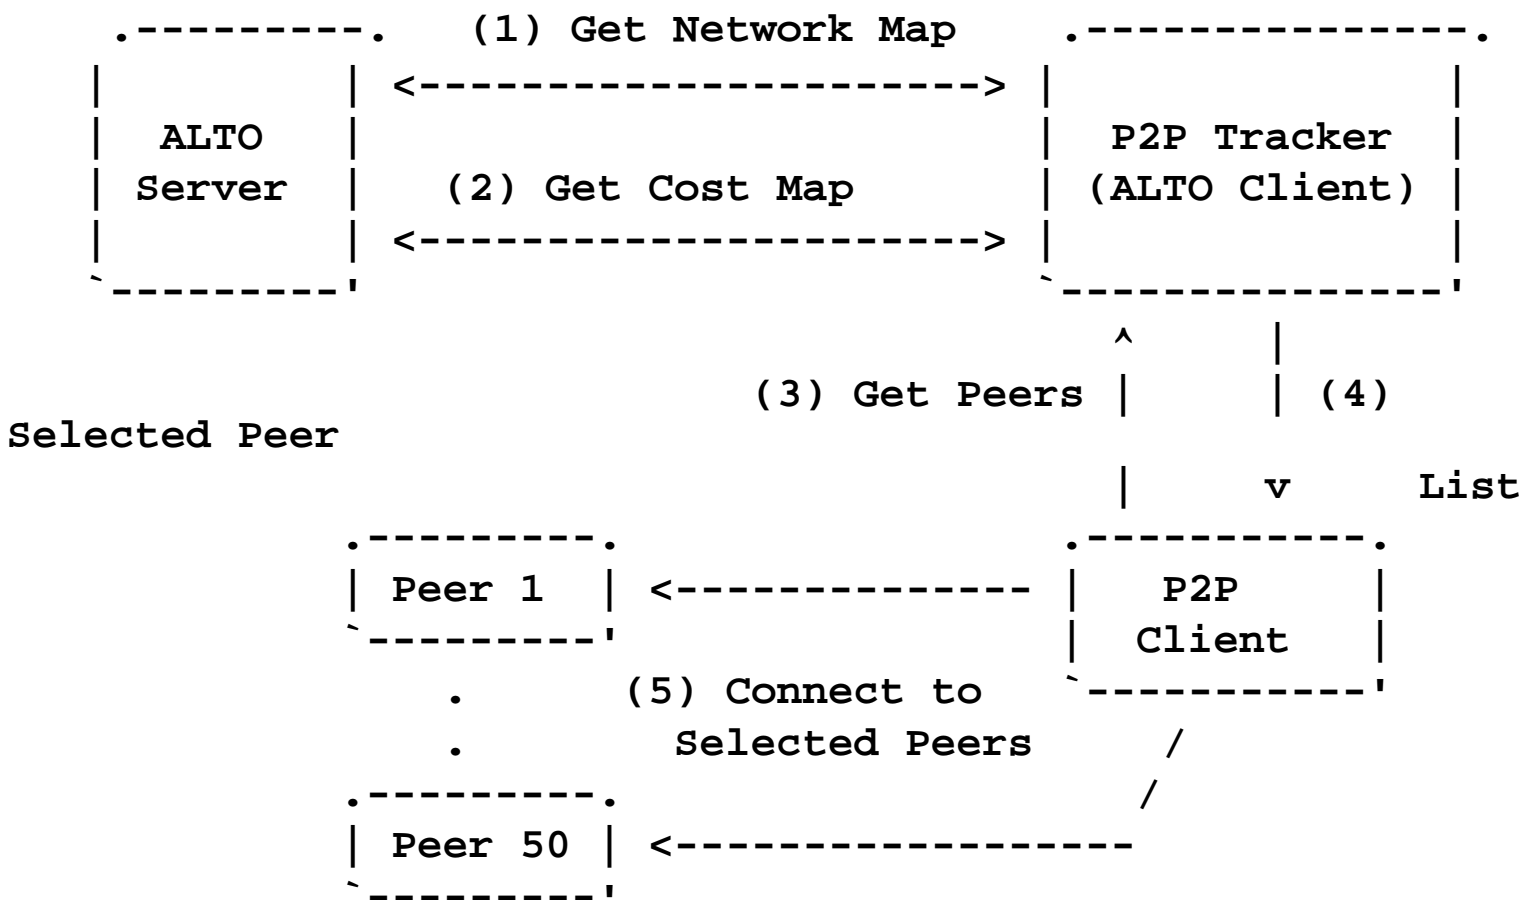 (1) Get Network Map
ALTO P2P Tracker
Server (2) Get Cost Map (ALTO Client)
(3) Get Peers (4)
Selected Peer
v List
Peer 1 P2P
Client
(5) Connect to
Selected Peers
Peer 50